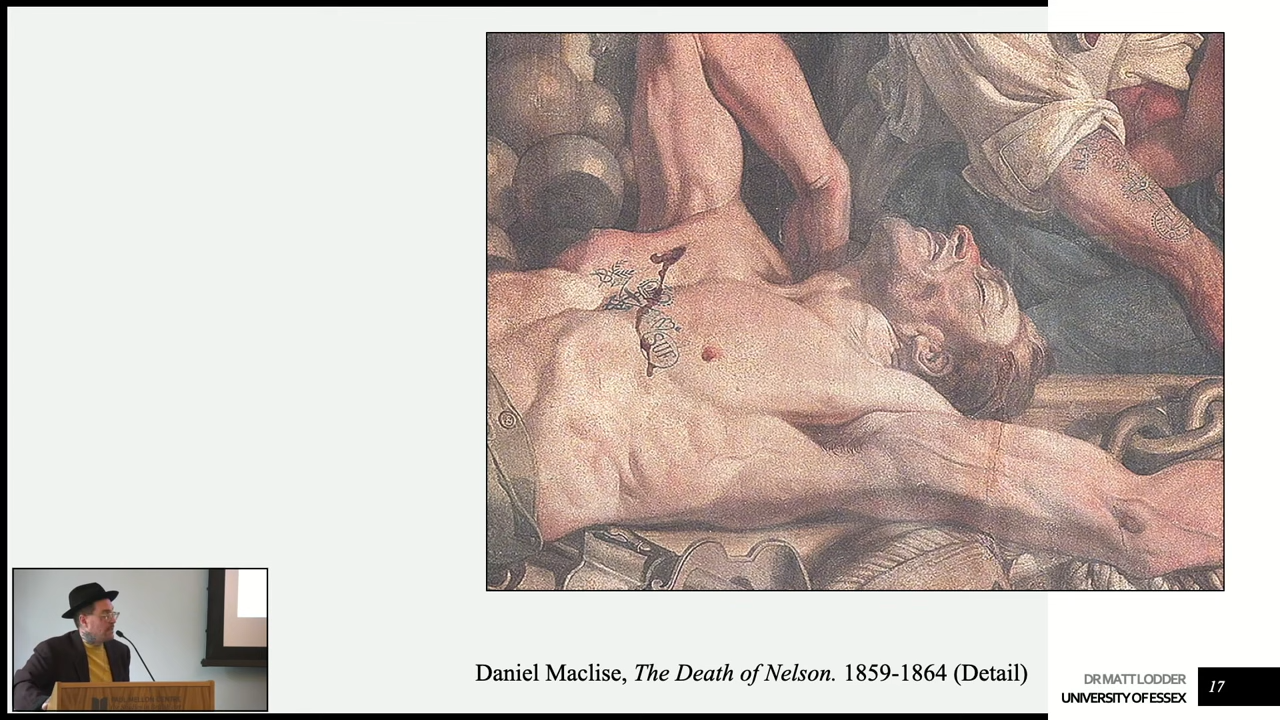 Daniel Maclise, The Death of Nelson. 1859-1864 (Detail)
DR MATT LODDER
UNIVERSITY OF ESSEX
17